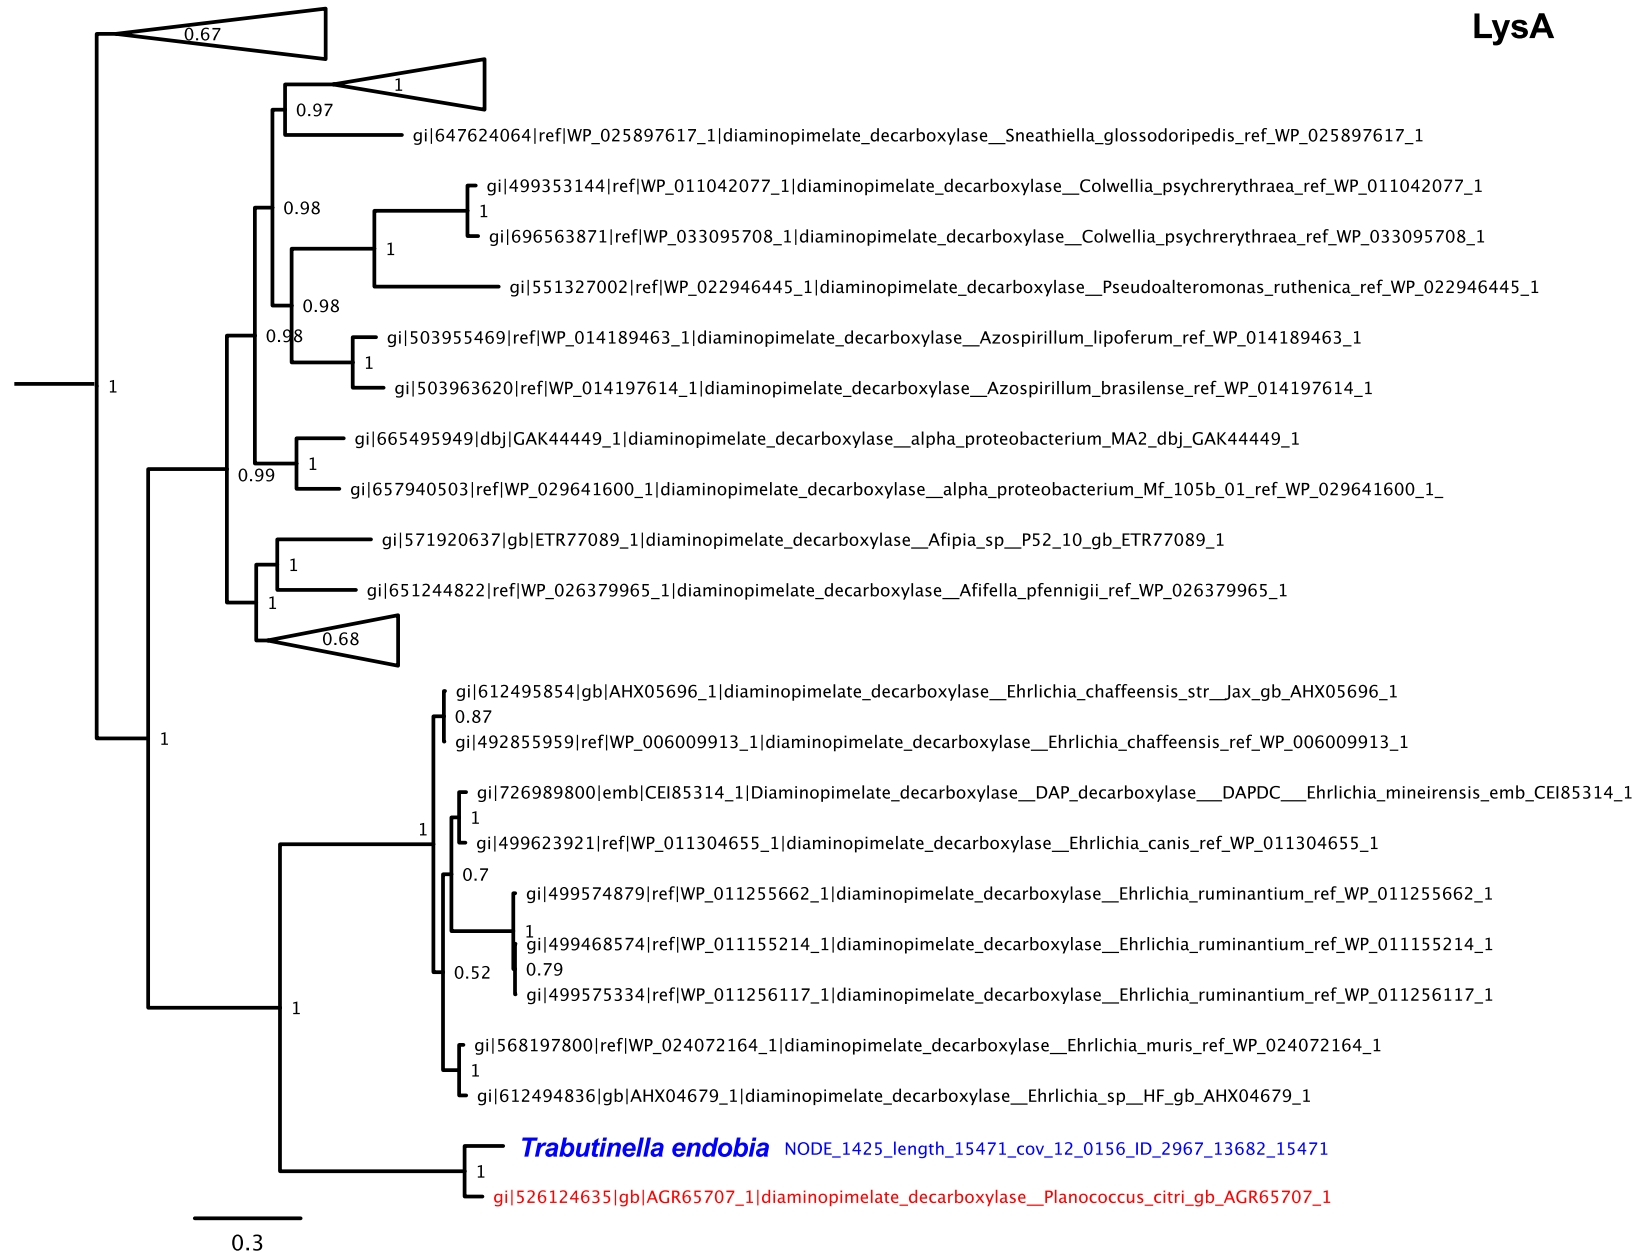 LysA
0.67
1
0.97
gi|647624064|ref|WP_025897617_1|diaminopimelate_decarboxylase__Sneathiella_glossodoripedis_ref_WP_025897617_1
gi|499353144|ref|WP_011042077_1|diaminopimelate_decarboxylase__Colwellia_psychrerythraea_ref_WP_011042077_1
0.98
1
gi|696563871|ref|WP_033095708_1|diaminopimelate_decarboxylase__Colwellia_psychrerythraea_ref_WP_033095708_1
1
gi|551327002|ref|WP_022946445_1|diaminopimelate_decarboxylase__Pseudoalteromonas_ruthenica_ref_WP_022946445_1
0.98
0.98
gi|503955469|ref|WP_014189463_1|diaminopimelate_decarboxylase__Azospirillum_lipoferum_ref_WP_014189463_1
1
1
gi|503963620|ref|WP_014197614_1|diaminopimelate_decarboxylase__Azospirillum_brasilense_ref_WP_014197614_1
gi|665495949|dbj|GAK44449_1|diaminopimelate_decarboxylase__alpha_proteobacterium_MA2_dbj_GAK44449_1
1
0.99
gi|657940503|ref|WP_029641600_1|diaminopimelate_decarboxylase__alpha_proteobacterium_Mf_105b_01_ref_WP_029641600_1_
gi|571920637|gb|ETR77089_1|diaminopimelate_decarboxylase__Afipia_sp__P52_10_gb_ETR77089_1
1
gi|651244822|ref|WP_026379965_1|diaminopimelate_decarboxylase__Afifella_pfennigii_ref_WP_026379965_1
1
0.68
gi|612495854|gb|AHX05696_1|diaminopimelate_decarboxylase__Ehrlichia_chaffeensis_str__Jax_gb_AHX05696_1
0.87
1
gi|492855959|ref|WP_006009913_1|diaminopimelate_decarboxylase__Ehrlichia_chaffeensis_ref_WP_006009913_1
gi|726989800|emb|CEI85314_1|Diaminopimelate_decarboxylase__DAP_decarboxylase___DAPDC___Ehrlichia_mineirensis_emb_CEI85314_1
1
1
gi|499623921|ref|WP_011304655_1|diaminopimelate_decarboxylase__Ehrlichia_canis_ref_WP_011304655_1
0.7
gi|499574879|ref|WP_011255662_1|diaminopimelate_decarboxylase__Ehrlichia_ruminantium_ref_WP_011255662_1
1
gi|499468574|ref|WP_011155214_1|diaminopimelate_decarboxylase__Ehrlichia_ruminantium_ref_WP_011155214_1
0.52
0.79
gi|499575334|ref|WP_011256117_1|diaminopimelate_decarboxylase__Ehrlichia_ruminantium_ref_WP_011256117_1
1
gi|568197800|ref|WP_024072164_1|diaminopimelate_decarboxylase__Ehrlichia_muris_ref_WP_024072164_1
1
gi|612494836|gb|AHX04679_1|diaminopimelate_decarboxylase__Ehrlichia_sp__HF_gb_AHX04679_1
Trabutinella endobia NODE_1425_length_15471_cov_12_0156_ID_2967_13682_15471
1
gi|526124635|gb|AGR65707_1|diaminopimelate_decarboxylase__Planococcus_citri_gb_AGR65707_1
0.3